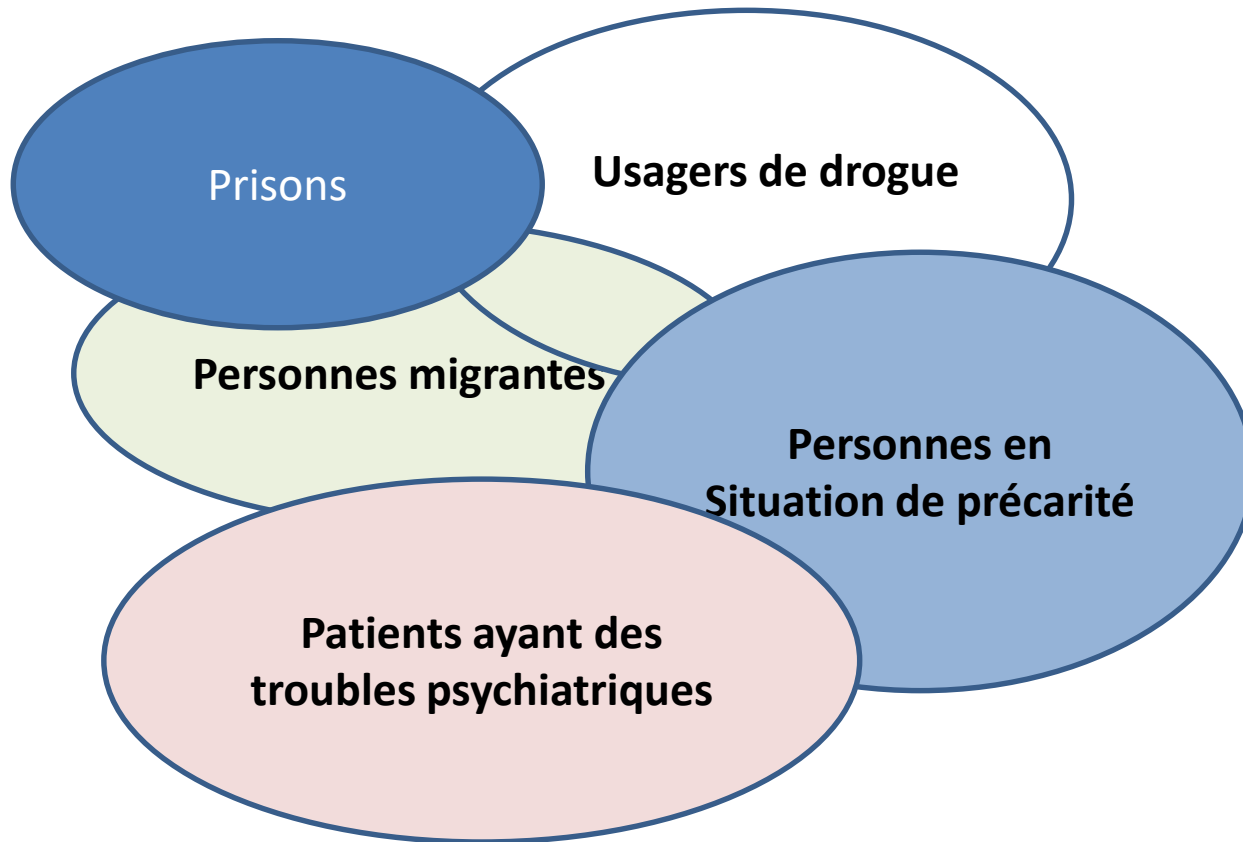 Prisons
Usagers de drogue
Personnes migrantes
Personnes en
Situation de précarité
Patients ayant des
troubles psychiatriques